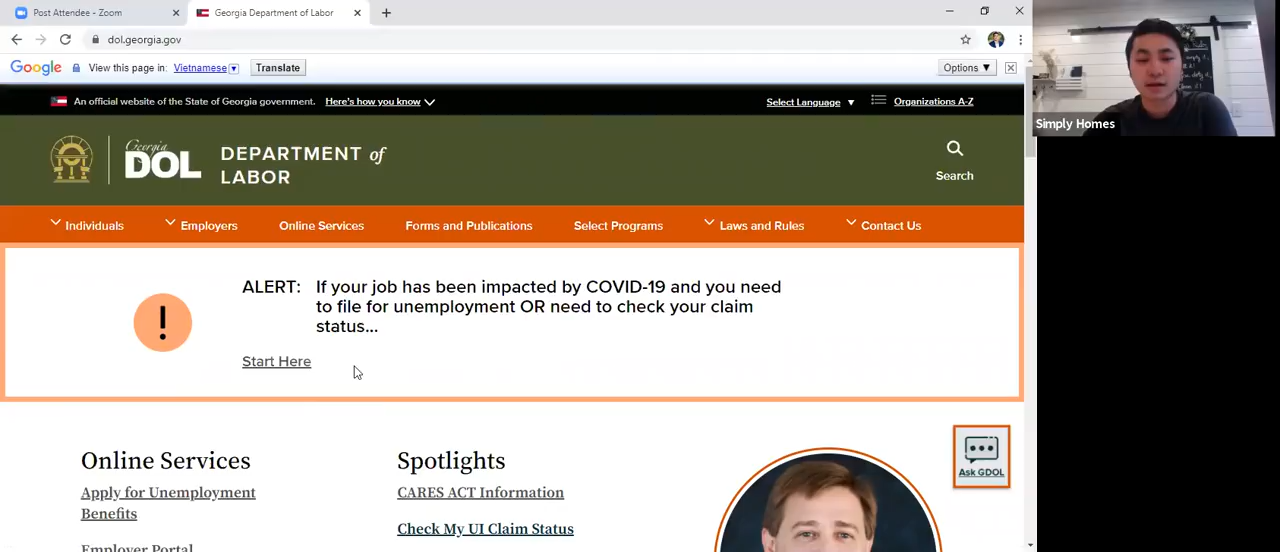 Post Attendee - Zoom
Georgia Department of Labor
dol.georgia.gov
Google View this page in: Vietnamese Translate Options
An official website of the State of Georgia government. Here's how you know
Select Language Organizations A-Z
Georgia
DOL
DEPARTMENT of
LABOR
Search
Individuals Employers Online Services Forms and Publications Select Programs Laws and Rules Contact Us
ALERT: If your job has been impacted by COVID-19 and you need
to file for unemployment OR need to check your claim
status...
!
Start Here
Online Services
Apply for Unemployment
Benefits
Employer Portal
Spotlights
CARES ACT Information
Check My UI Claim Status
Ask GDOL
Simply Homes